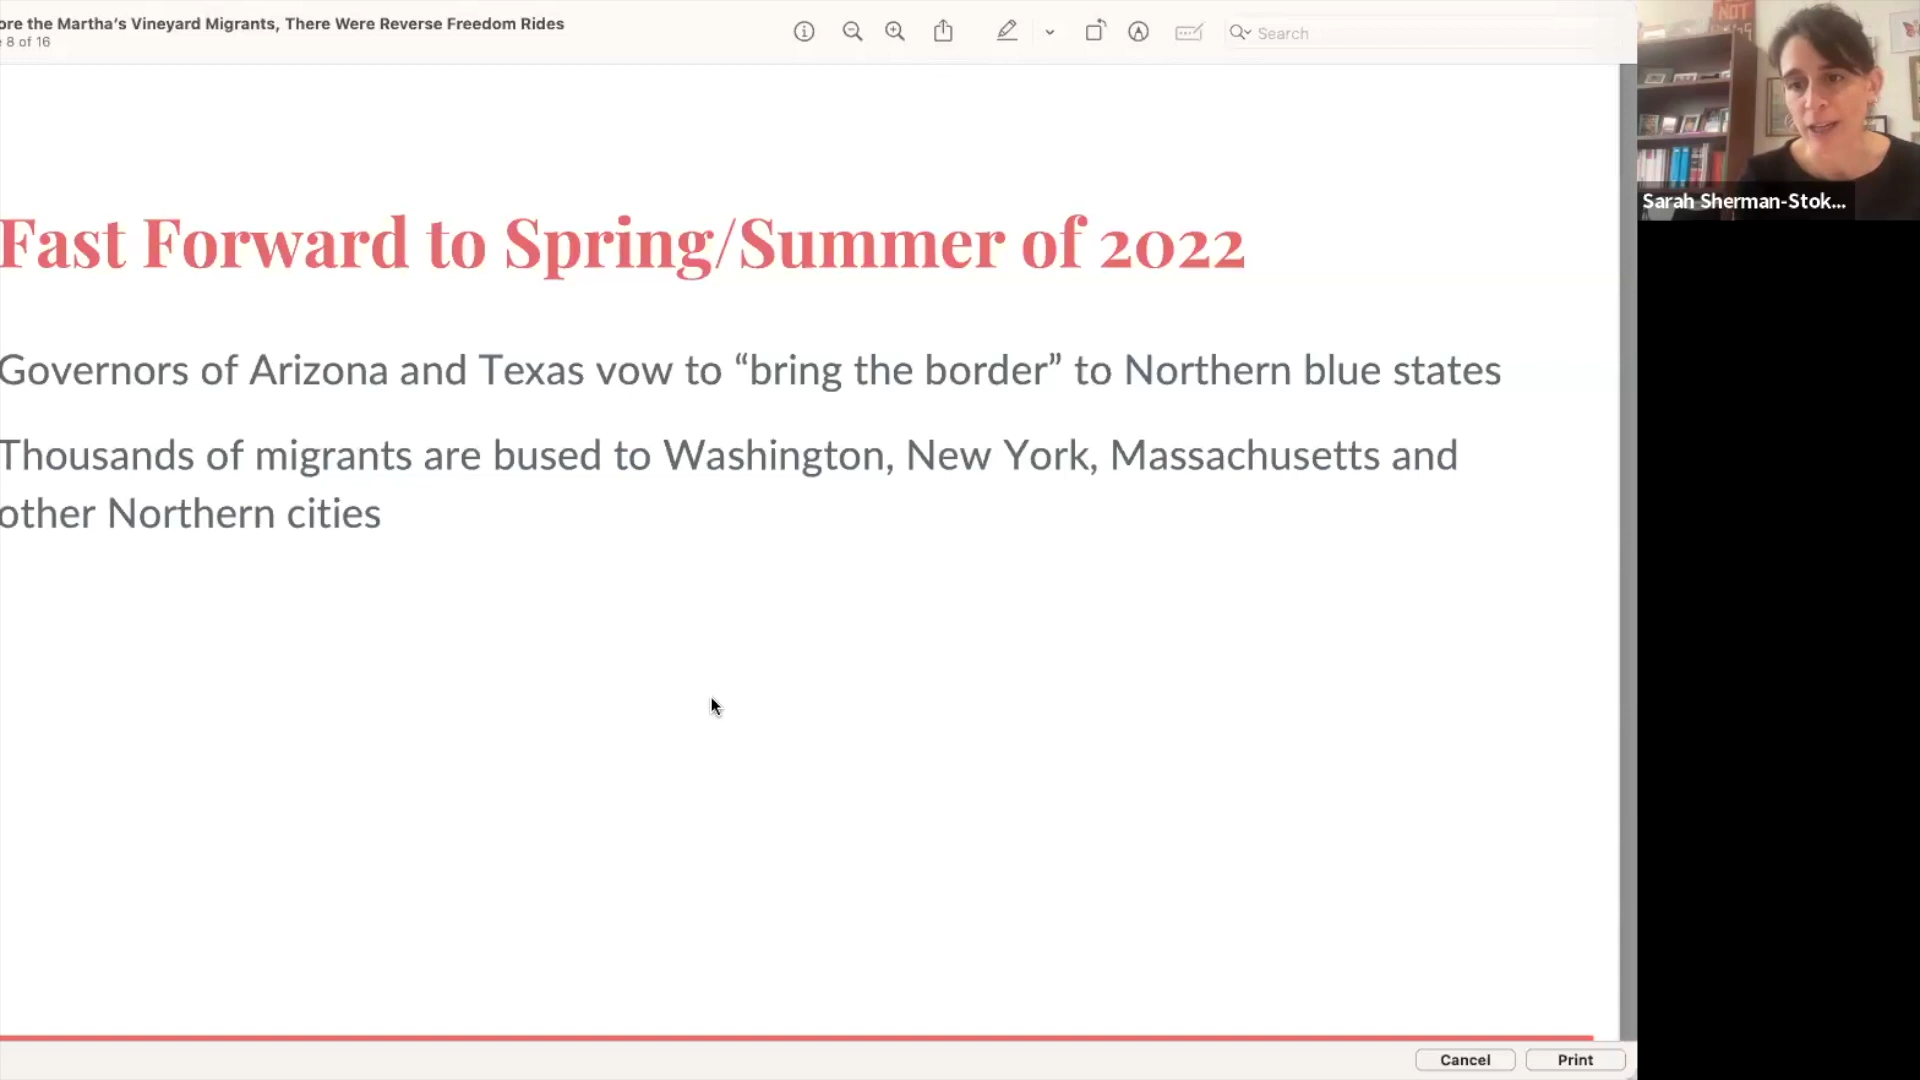 ore the Martha’s Vineyard Migrants, There Were Reverse Freedom Rides
8 of 16
Search
NOT
Sarah Sherman-Stok...
Fast Forward to Spring/Summer of 2022
Governors of Arizona and Texas vow to “bring the border” to Northern blue states
Thousands of migrants are bused to Washington, New York, Massachusetts and
other Northern cities
Cancel
Print